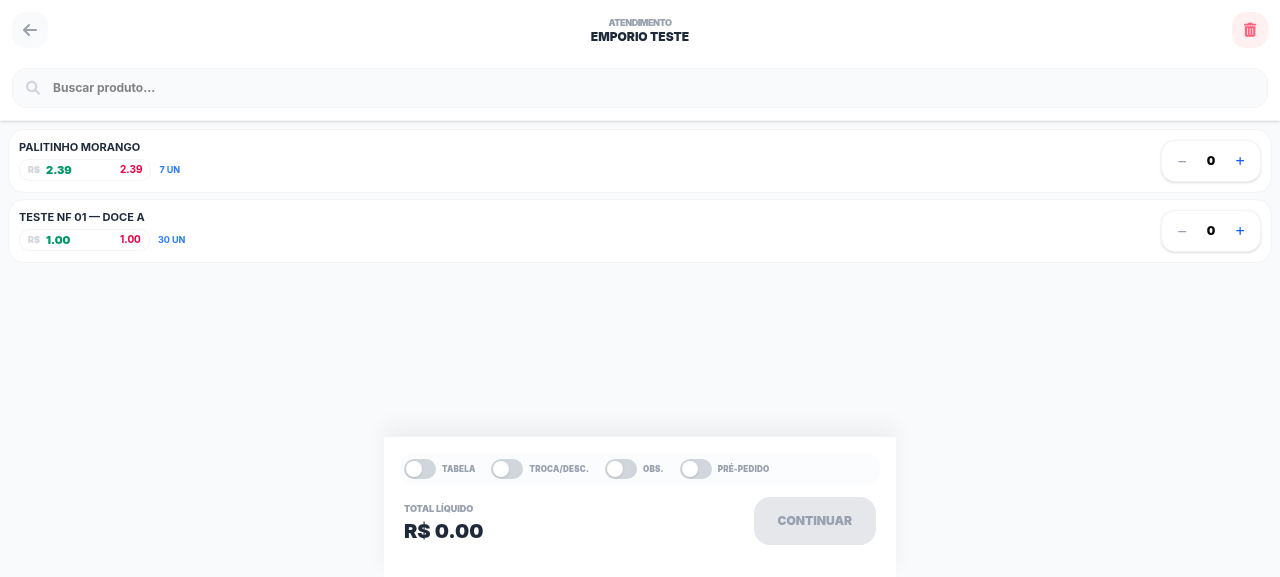 ATENDIMENTO
EMPORIO TESTE
Buscar produto...
PALITINHO MORANGO
R$ 2.39 2.39 7 UN
− 0 +
TESTE NF 01 — DOCE A
R$ 1.00 1.00 30 UN
− 0 +
TABELA TROCA/DESC. OBS. PRÉ-PEDIDO
TOTAL LÍQUIDO
R$ 0.00
CONTINUAR